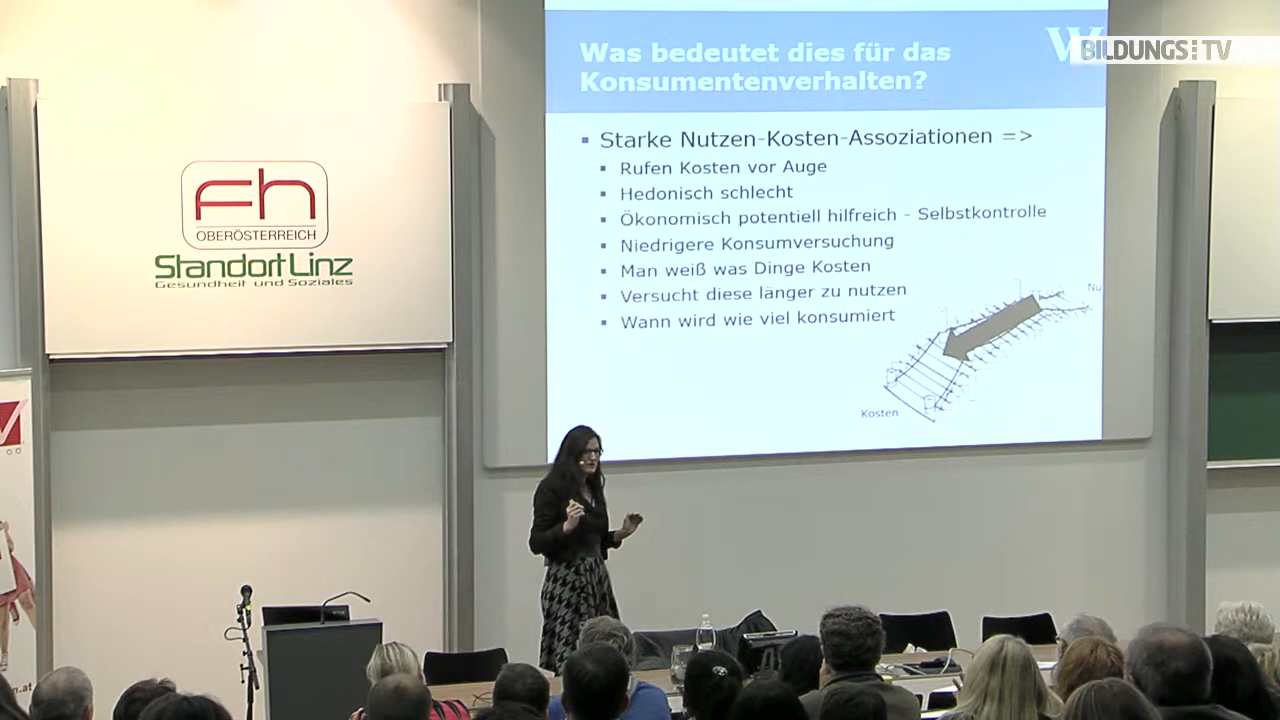 Was bedeutet dies für das
Konsumentenverhalten?
W
BILDUNGS TV
Starke Nutzen-Kosten-Assoziationen =>
Rufen Kosten vor Auge
Hedonisch schlecht
Ökonomisch potentiell hilfreich - Selbstkontrolle
Niedrigere Konsumversuchung
Man weiß was Dinge Kosten
Versucht diese länger zu nutzen
Wann wird wie viel konsumiert
Nu
Kosten
fh
OBERÖSTERREICH
Standort Linz
Gesundheit und Soziales